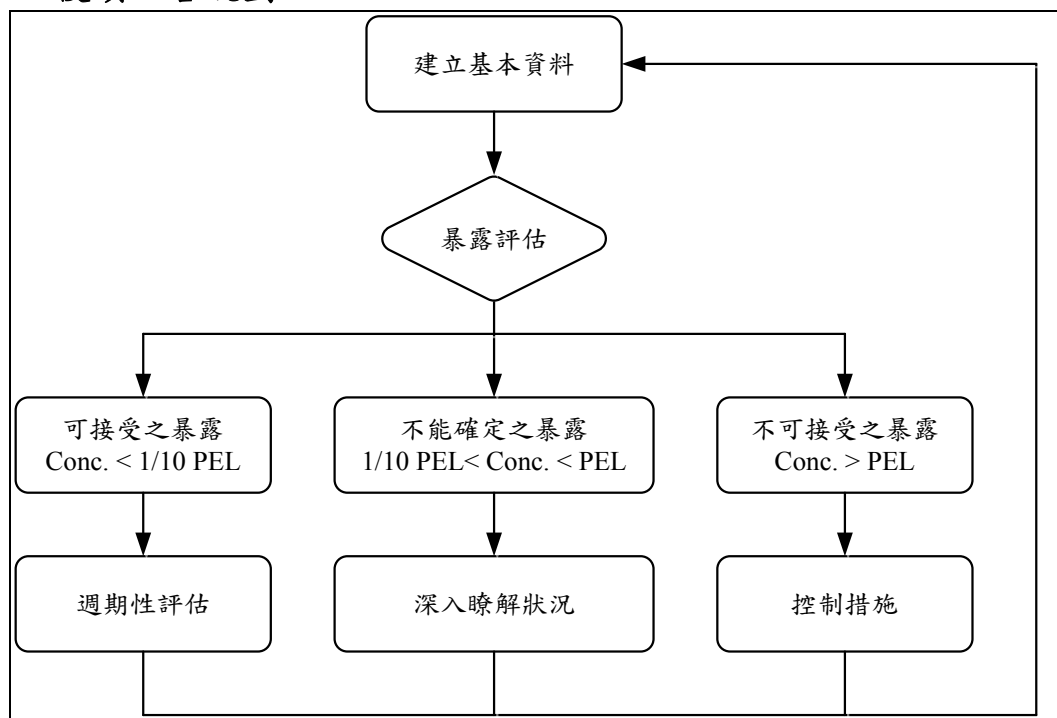 建立基本資料
暴露評估
可接受之暴露
Conc. < 1/10 PEL
不能確定之暴露
1/10 PEL< Conc. < PEL
不可接受之暴露
Conc. > PEL
週期性評估
深入瞭解狀況
控制措施